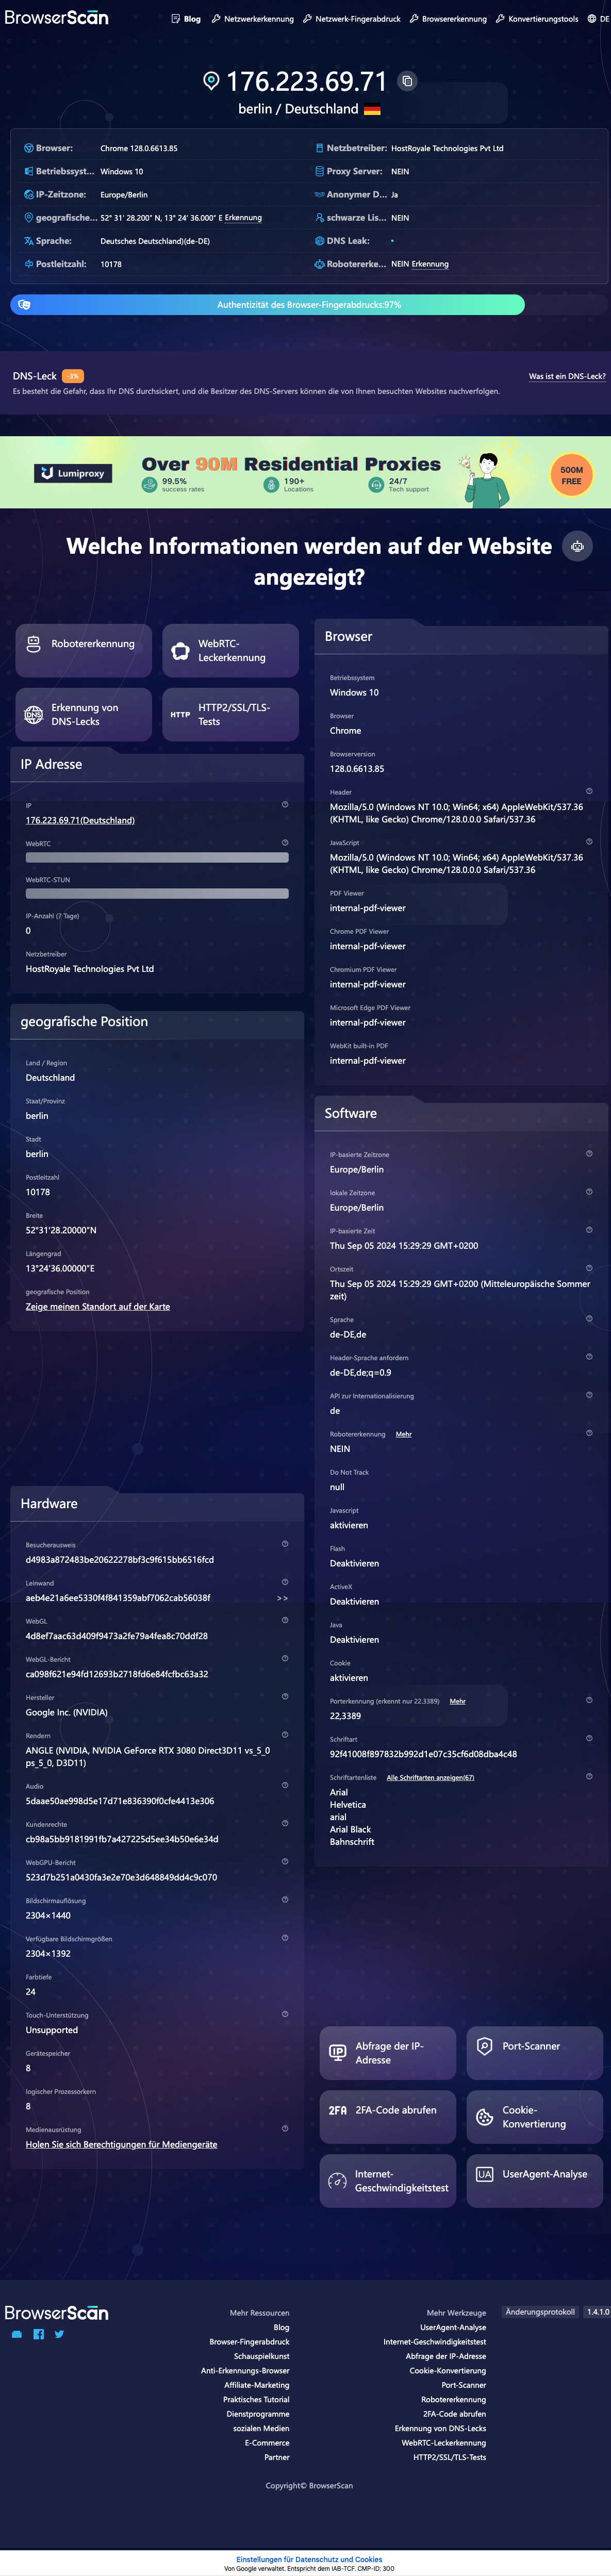 BrowserScan
Blog
Netzwerkerkennung
Netzwerk-Fingerabdruck
Browsererkennung
Konvertierungstools
DE
176.223.69.71
berlin / Deutschland
Browser: Chrome 128.0.6613.85
Betriebssyst... Windows 10
IP-Zeitzone: Europe/Berlin
geografische... 52° 31' 28.200" N, 13° 24' 36.000" E Erkennung
Sprache: Deutsches Deutschland)(de-DE)
Postleitzahl: 10178
Netzbetreiber: HostRoyale Technologies Pvt Ltd
Proxy Server: NEIN
Anonymer D... Ja
schwarze Lis... NEIN
DNS Leak:
Robotererke... NEIN Erkennung
Authentizität des Browser-Fingerabdrucks:97%
DNS-Leck -3%
Was ist ein DNS-Leck?
Es besteht die Gefahr, dass Ihr DNS durchsickert, und die Besitzer des DNS-Servers können die von Ihnen besuchten Websites nachverfolgen.
Lumiproxy
Over 90M Residential Proxies
99.5%
success rates
190+
Locations
24/7
Tech support
500M
FREE
Welche Informationen werden auf der Website
angezeigt?
Robotererkennung
WebRTC-
Leckerkennung
DNS
Erkennung von
DNS-Lecks
HTTP
HTTP2/SSL/TLS-
Tests
IP Adresse
IP
176.223.69.71(Deutschland)
WebRTC
WebRTC-STUN
IP-Anzahl (7 Tage)
0
Netzbetreiber
HostRoyale Technologies Pvt Ltd
geografische Position
Land / Region
Deutschland
Staat/Provinz
berlin
Stadt
berlin
Postleitzahl
10178
Breite
52°31'28.20000"N
Längengrad
13°24'36.00000"E
geografische Position
Zeige meinen Standort auf der Karte
Hardware
Besucherausweis
d4983a872483be20622278bf3c9f615bb6516fcd
Leinwand
aeb4e21a6ee5330f4f841359abf7062cab56038f >>
WebGL
4d8ef7aac63d409f9473a2fe79a4fea8c70ddf28
WebGL-Bericht
ca098f621e94fd12693b2718fd6e84fcfbc63a32
Hersteller
Google Inc. (NVIDIA)
Rendern
ANGLE (NVIDIA, NVIDIA GeForce RTX 3080 Direct3D11 vs_5_0
ps_5_0, D3D11)
Audio
5daae50ae998d5e17d71e836390f0cfe4413e306
Kundenrechte
cb98a5bb9181991fb7a427225d5ee34b50e6e34d
WebGPU-Bericht
523d7b251a0430fa3e2e70e3d648849dd4c9c070
Bildschirmauflösung
2304×1440
Verfügbare Bildschirmgrößen
2304×1392
Farbtiefe
24
Touch-Unterstützung
Unsupported
Gerätespeicher
8
logischer Prozessorkern
8
Medienausrüstung
Holen Sie sich Berechtigungen für Mediengeräte
Browser
Betriebssystem
Windows 10
Browser
Chrome
Browserversion
128.0.6613.85
Header
Mozilla/5.0 (Windows NT 10.0; Win64; x64) AppleWebKit/537.36
(KHTML, like Gecko) Chrome/128.0.0.0 Safari/537.36
JavaScript
Mozilla/5.0 (Windows NT 10.0; Win64; x64) AppleWebKit/537.36
(KHTML, like Gecko) Chrome/128.0.0.0 Safari/537.36
PDF Viewer
internal-pdf-viewer
Chrome PDF Viewer
internal-pdf-viewer
Chromium PDF Viewer
internal-pdf-viewer
Microsoft Edge PDF Viewer
internal-pdf-viewer
WebKit built-in PDF
internal-pdf-viewer
Software
IP-basierte Zeitzone
Europe/Berlin
lokale Zeitzone
Europe/Berlin
IP-basierte Zeit
Thu Sep 05 2024 15:29:29 GMT+0200
Ortszeit
Thu Sep 05 2024 15:29:29 GMT+0200 (Mitteleuropäische Sommer
zeit)
Sprache
de-DE,de
Header-Sprache anfordern
de-DE,de;q=0.9
API zur Internationalisierung
de
Robotererkennung Mehr
NEIN
Do Not Track
null
Javascript
aktivieren
Flash
Deaktivieren
ActiveX
Deaktivieren
Java
Deaktivieren
Cookie
aktivieren
Porterkennung (erkennt nur 22,3389) Mehr
22,3389
Schriftart
92f41008f897832b992d1e07c35cf6d08dba4c48
Schriftartenliste Alle Schriftarten anzeigen(67)
Arial
Helvetica
arial
Arial Black
Bahnschrift
IP
Abfrage der IP-
Adresse
Port-Scanner
2FA
2FA-Code abrufen
Cookie-
Konvertierung
Internet-
Geschwindigkeitstest
UA
UserAgent-Analyse
BrowserScan
Mehr Ressourcen
Blog
Browser-Fingerabdruck
Schauspielkunst
Anti-Erkennungs-Browser
Affiliate-Marketing
Praktisches Tutorial
Dienstprogramme
sozialen Medien
E-Commerce
Partner
Mehr Werkzeuge
UserAgent-Analyse
Internet-Geschwindigkeitstest
Abfrage der IP-Adresse
Cookie-Konvertierung
Port-Scanner
Robotererkennung
2FA-Code abrufen
Erkennung von DNS-Lecks
WebRTC-Leckerkennung
HTTP2/SSL/TLS-Tests
Änderungsprotokoll 1.4.1.0
Copyright© BrowserScan
Einstellungen für Datenschutz und Cookies
Von Google verwaltet. Entspricht dem IAB-TCF. CMP-ID: 300